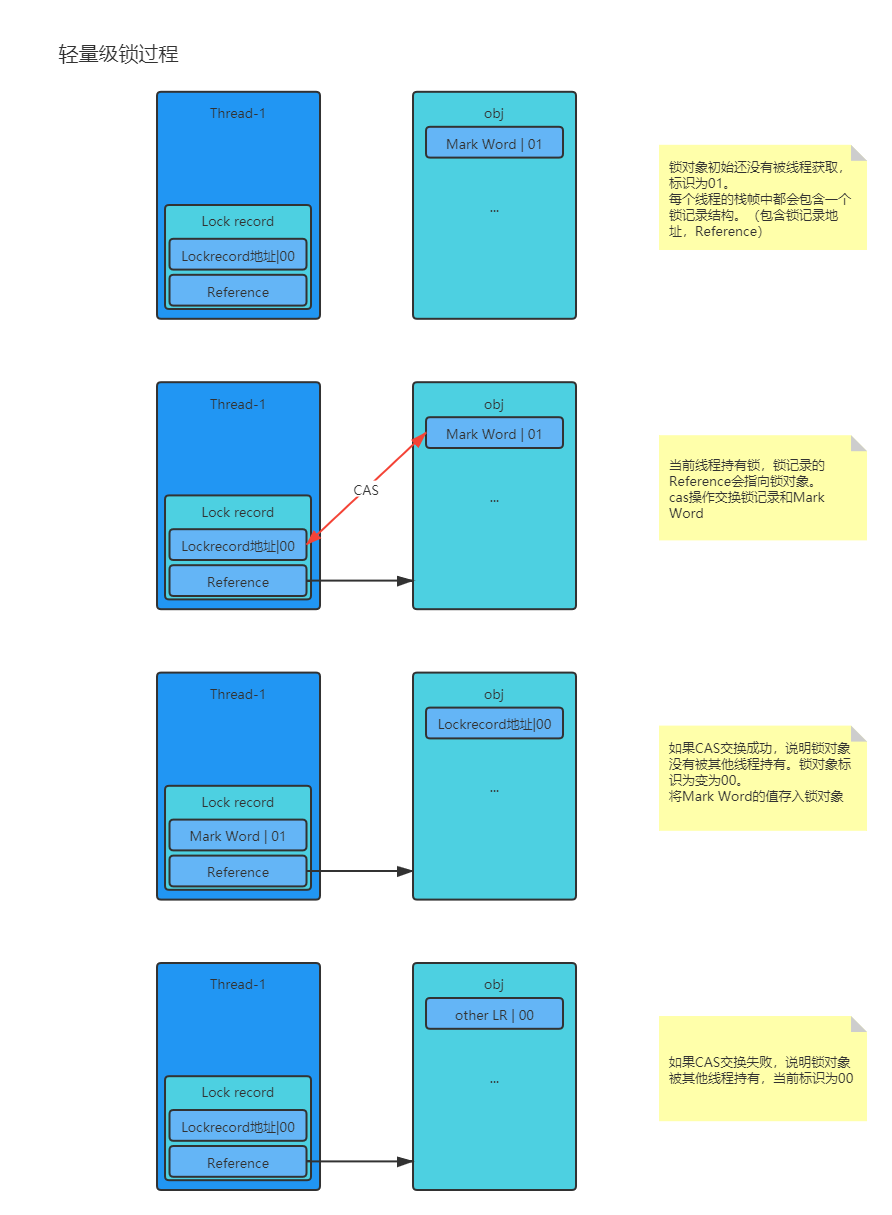 轻量级锁过程
Thread-1
Lock record
Lockrecord地址|00
Reference
obj
Mark Word | 01
...
锁对象初始还没有被线程获取，
标识为01。
每个线程的栈帧中都会包含一个
锁记录结构。（包含锁记录地
址，Reference）
Thread-1
Lock record
Lockrecord地址|00
Reference
CAS
obj
Mark Word | 01
...
当前线程持有锁，锁记录的
Reference会指向锁对象。
cas操作交换锁记录和Mark
Word
Thread-1
Lock record
Mark Word | 01
Reference
obj
Lockrecord地址|00
...
如果CAS交换成功，说明锁对象
没有被其他线程持有。锁对象标
识为变为00。
将Mark Word的值存入锁对象
Thread-1
Lock record
Lockrecord地址|00
Reference
obj
other LR | 00
...
如果CAS交换失败，说明锁对象
被其他线程持有，当前标识为00